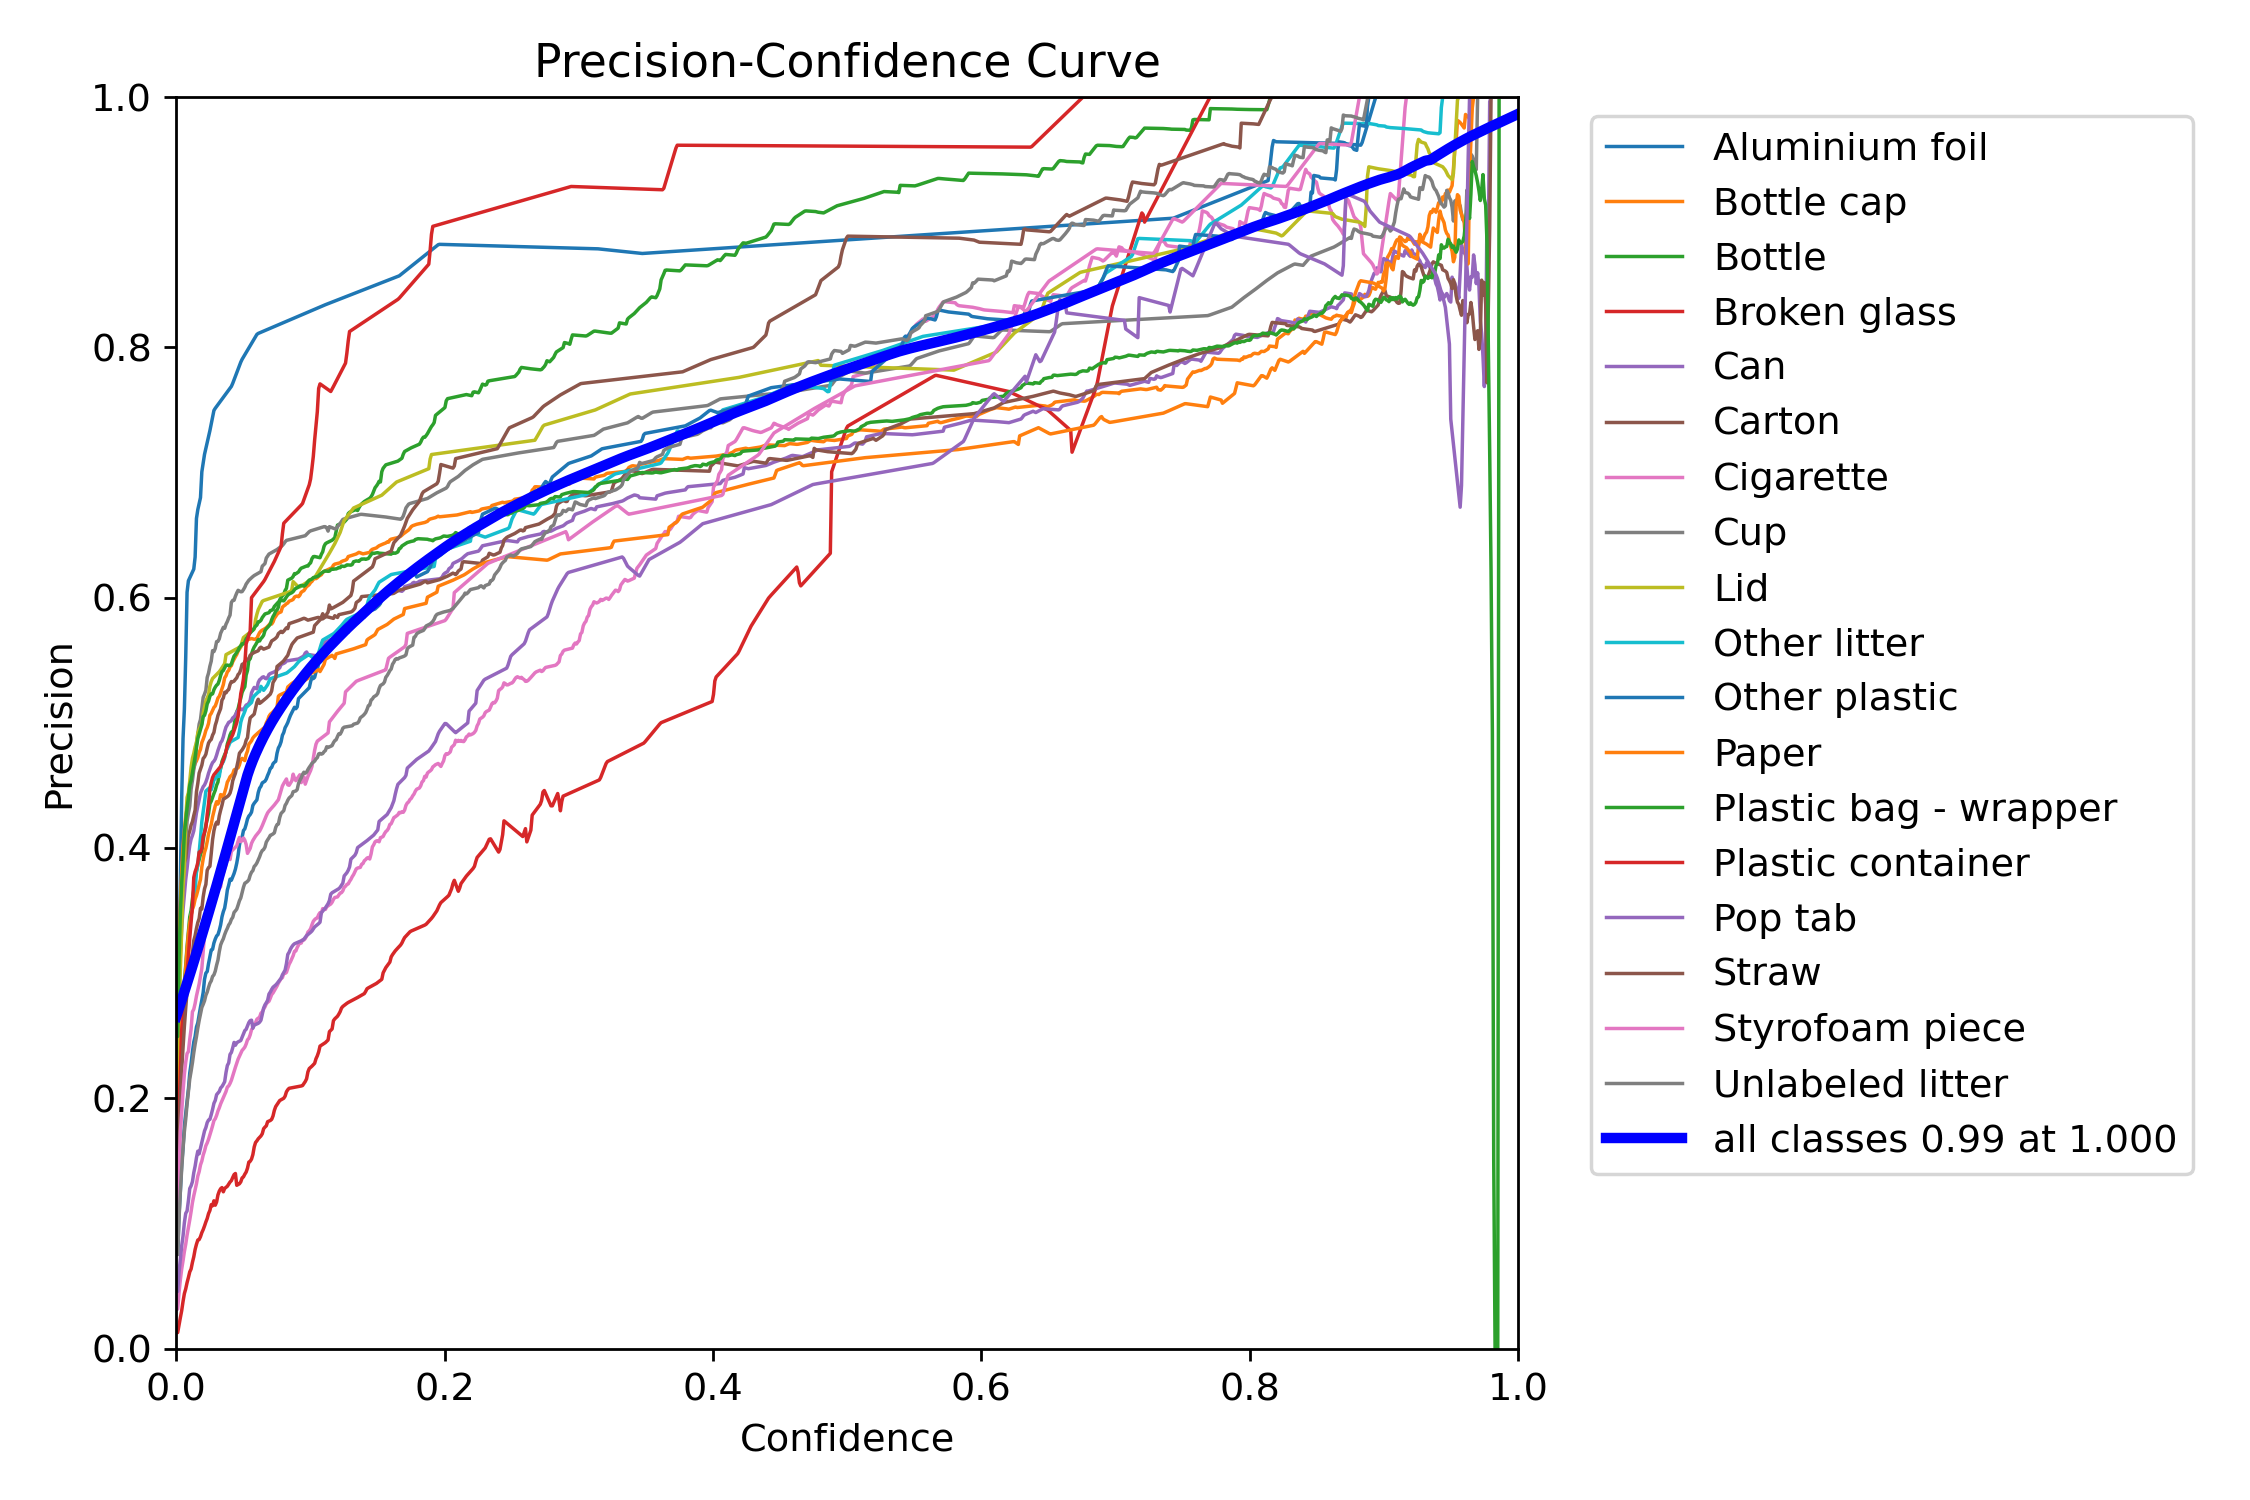 Precision-Confidence Curve
1.0
0.8
0.6
0.4
0.2
0.0
Precision
0.0 0.2 0.4 0.6 0.8 1.0
Confidence
Aluminium foil
Bottle cap
Bottle
Broken glass
Can
Carton
Cigarette
Cup
Lid
Other litter
Other plastic
Paper
Plastic bag - wrapper
Plastic container
Pop tab
Straw
Styrofoam piece
Unlabeled litter
all classes 0.99 at 1.000